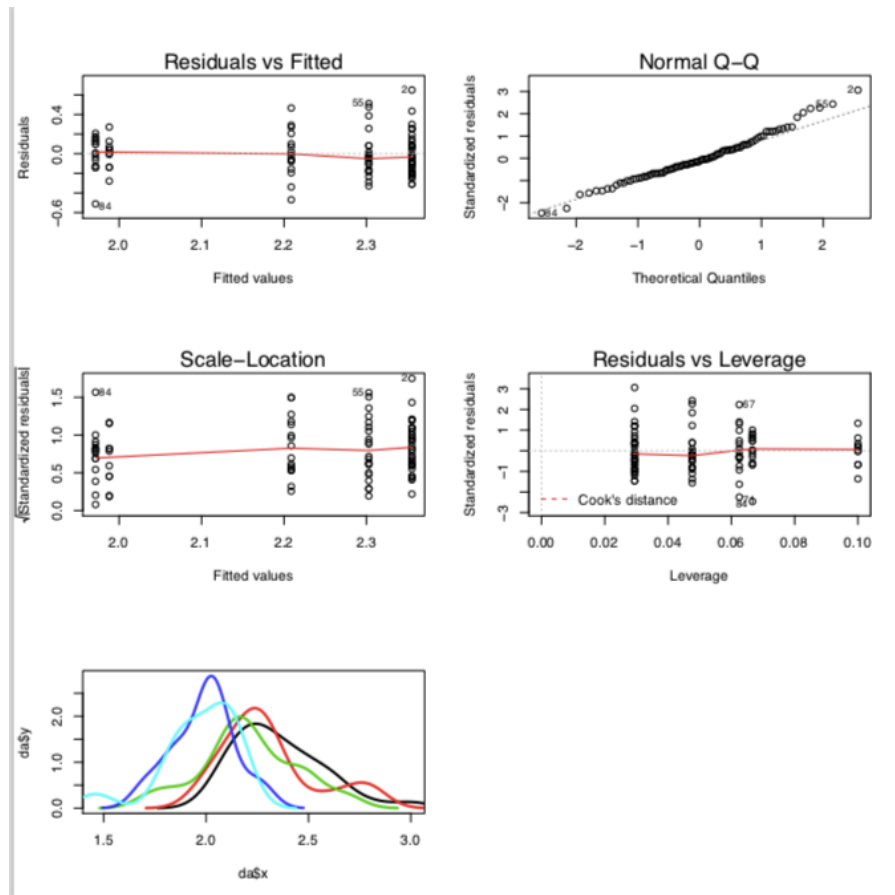 Residuals vs Fitted
Residuals
0.4
0.0
−0.6
2
55
84
2.0 2.1 2.2 2.3
Fitted values
Normal Q−Q
Standardized residuals
3
2
1
0
−2
2
55
84
−2 −1 0 1 2
Theoretical Quantiles
Scale−Location
√|Standardized residuals|
1.5
1.0
0.5
0.0
84
55
2
2.0 2.1 2.2 2.3
Fitted values
Residuals vs Leverage
Standardized residuals
3
2
1
−1
−3
67
84
Cook's distance
0.00 0.02 0.04 0.06 0.08 0.10
Leverage
da$y
2.0
1.0
0.0
1.5 2.0 2.5 3.0
da$x